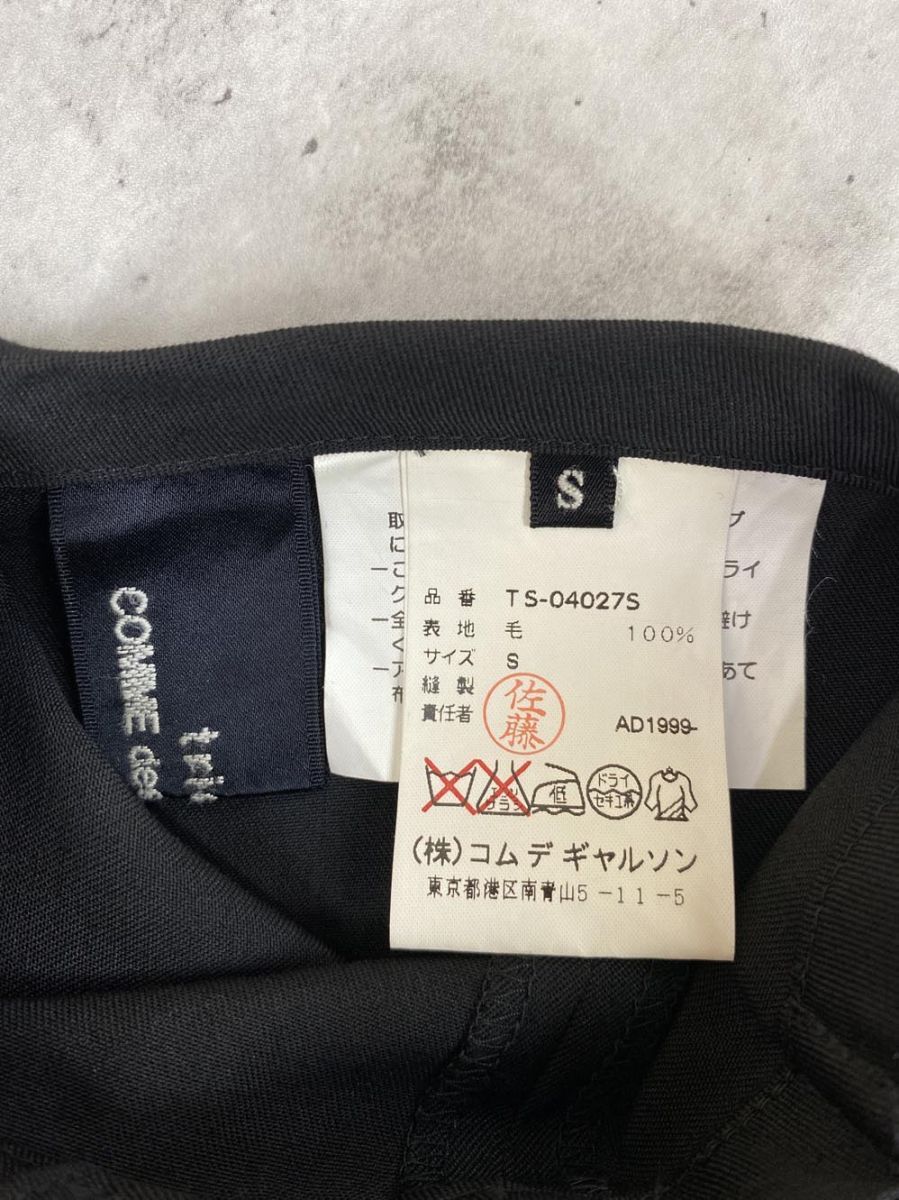 COMME des
S
取
に
プ
ーこ
ライ
ク
ー全
避け
く
ーア
あて
布
品番 TS-04027S
表地 毛 100%
サイズ S
縫製
責任者
佐藤
AD1999-
低
ドライ
セキユ系
(株)コムデギャルソン
東京都港区南青山5-11-5